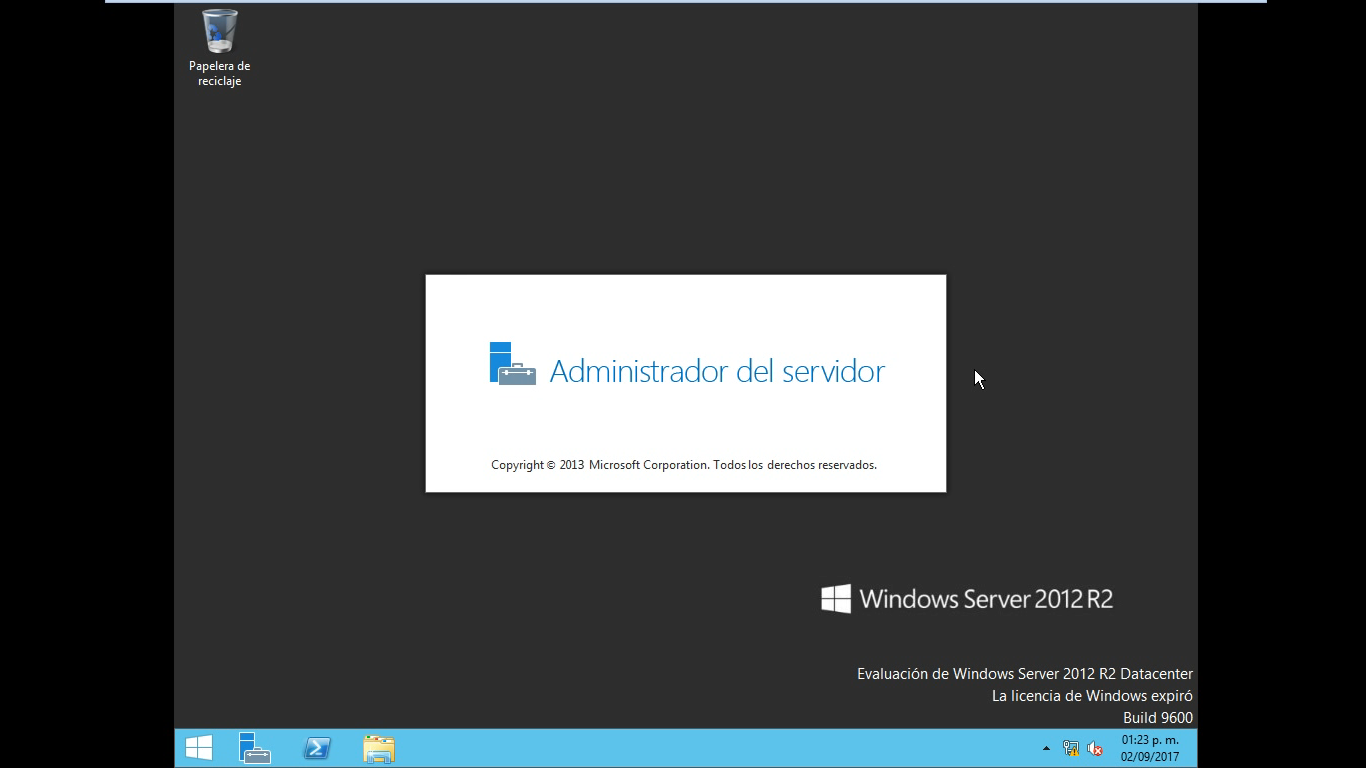 Papelera de
reciclaje
Administrador del servidor
Copyright © 2013 Microsoft Corporation. Todos los derechos reservados.
Windows Server 2012 R2
Evaluación de Windows Server 2012 R2 Datacenter
La licencia de Windows expiró
Build 9600
01:23 p. m.
02/09/2017